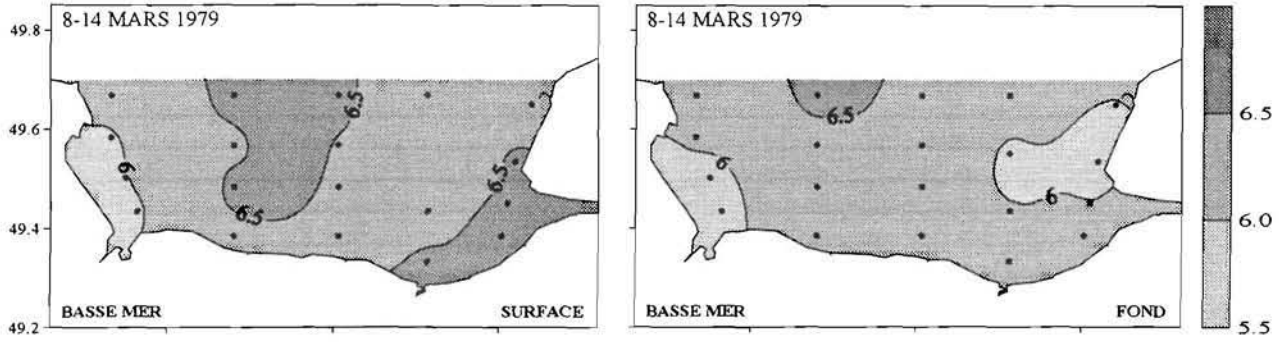 8-14 MARS 1979
8-14 MARS 1979
49.8
49.6
49.4
49.2
6.5
6
6.5
6.5
6.5
6
6
6.5
6.0
5.5
BASSE MER
SURFACE
BASSE MER
FOND